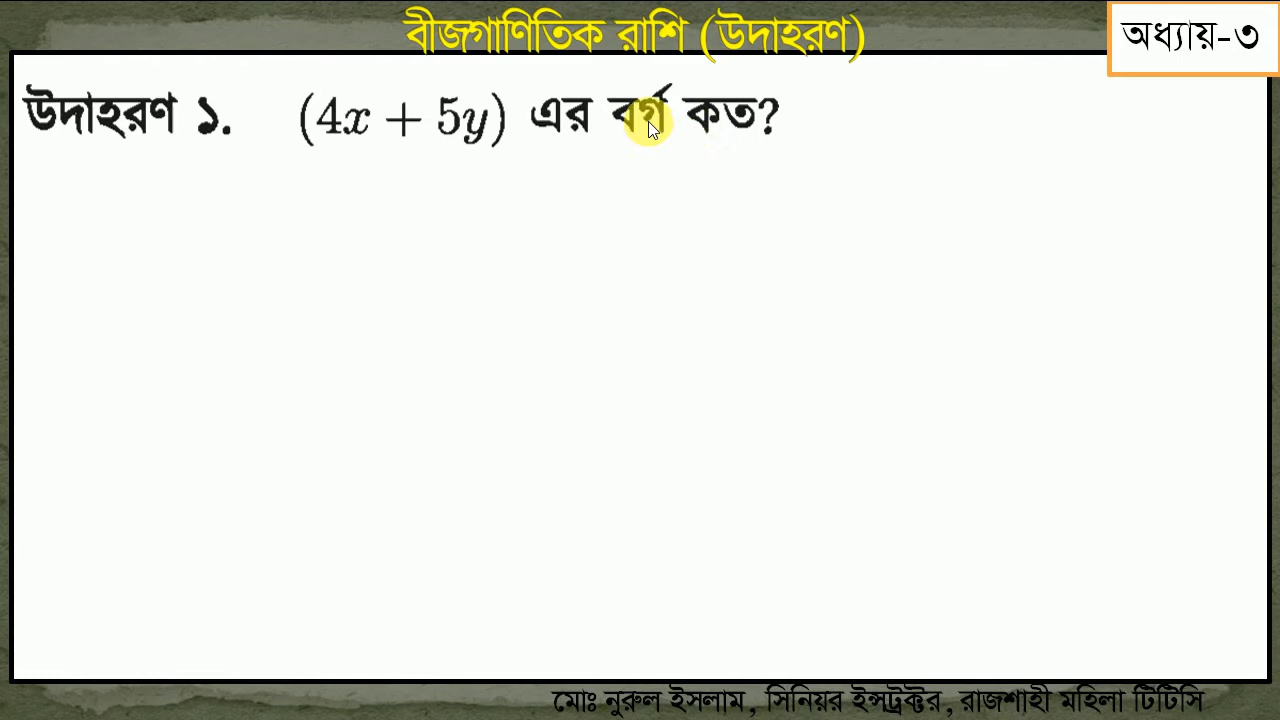 বীজগাণিতিক রাশি (উদাহরণ)
অধ্যায়-৩
উদাহরণ ১. (4x + 5y) এর বর্গ কত?
মোঃ নুরুল ইসলাম, সিনিয়র ইন্সট্রক্টর, রাজশাহী মহিলা টিটিসি